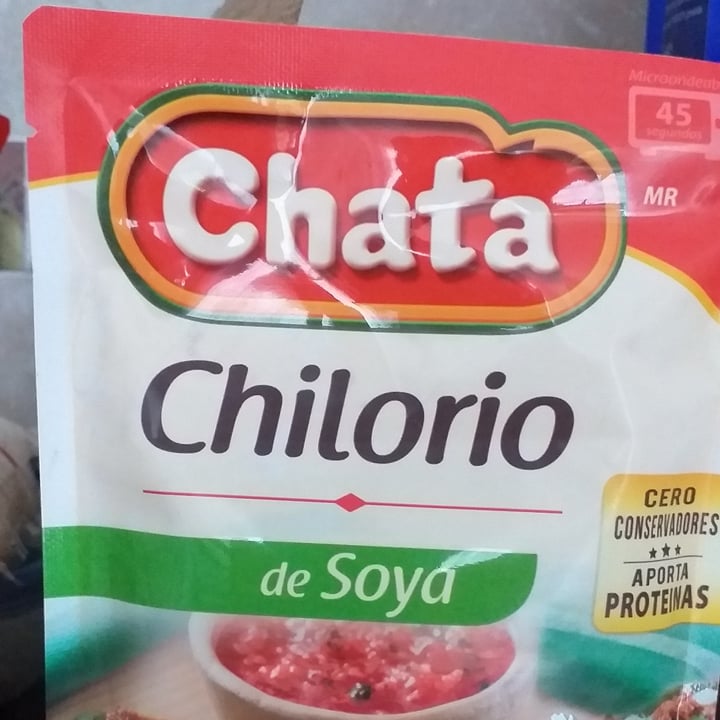 Microondeable
45
segundos
Chata
MR
Chilorio
de Soya
CERO
CONSERVADORES
APORTA
PROTEINAS